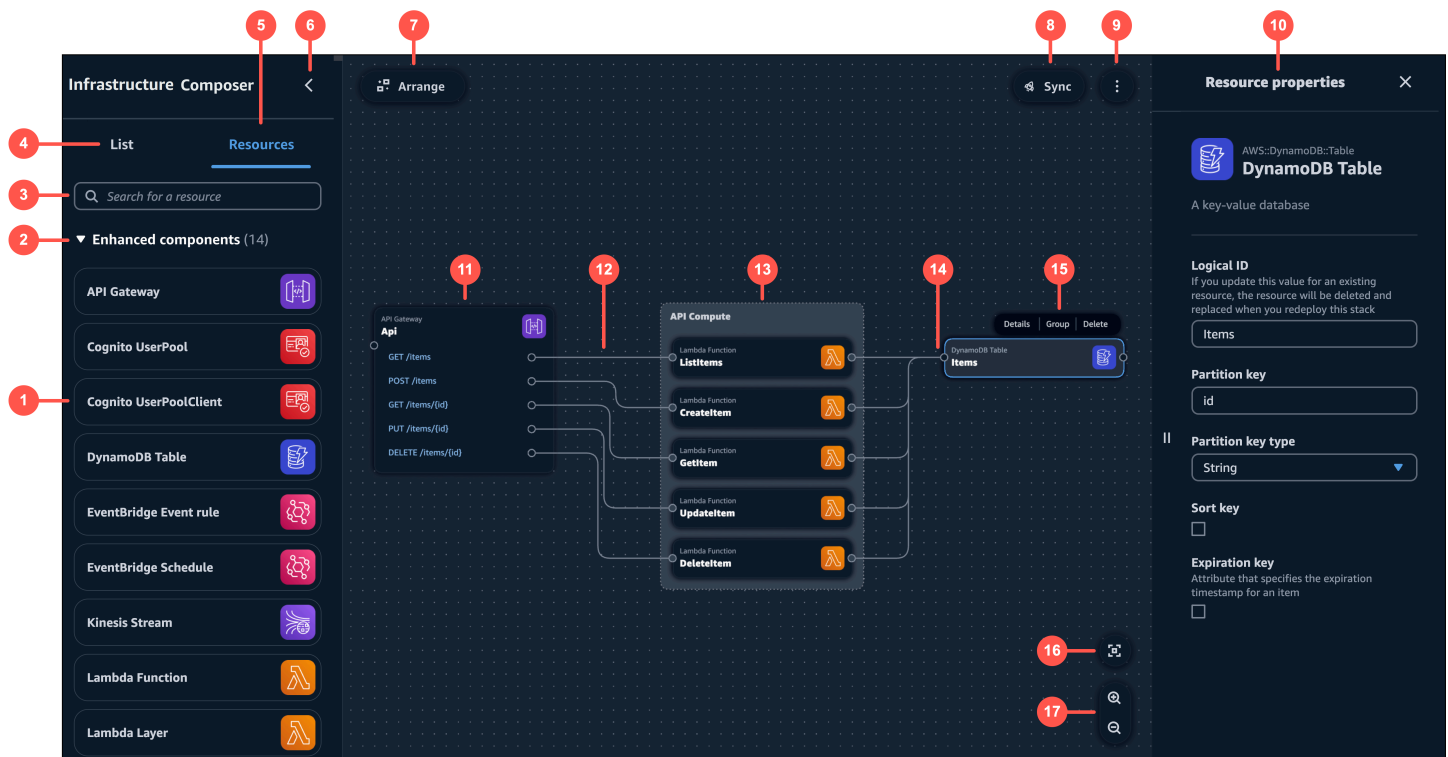 5
6
7
8
9
10
Infrastructure Composer
Arrange
Sync
Resource properties
4
List
Resources
3
Search for a resource
2
Enhanced components (14)
API Gateway
Cognito UserPool
1
Cognito UserPoolClient
DynamoDB Table
EventBridge Event rule
EventBridge Schedule
Kinesis Stream
Lambda Function
Lambda Layer
11
12
13
14
15
API Gateway
Api
GET /items
POST /items
GET /items/{id}
PUT /items/{id}
DELETE /items/{id}
API Compute
Lambda Function
ListItems
Lambda Function
CreateItem
Lambda Function
GetItem
Lambda Function
UpdateItem
Lambda Function
DeleteItem
Details
Group
Delete
DynamoDB Table
Items
16
17
AWS::DynamoDB::Table
DynamoDB Table
A key-value database
Logical ID
If you update this value for an existing
resource, the resource will be deleted and
replaced when you redeploy this stack
Items
Partition key
id
Partition key type
String
Sort key
Expiration key
Attribute that specifies the expiration
timestamp for an item